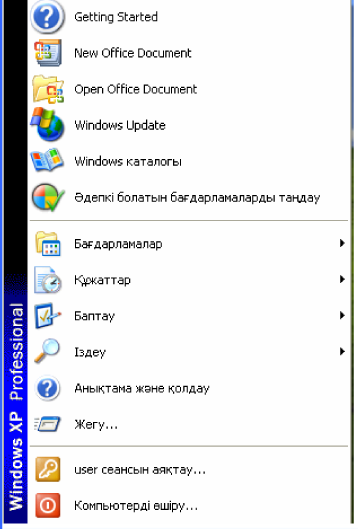 Getting Started
New Office Document
Open Office Document
Windows Update
Windows каталогы
Әдепкі болатын бағдарламаларды таңдау
Бағдарламалар
Құжаттар
Баптау
Іздеу
Анықтама және қолдау
Жегу...
user сеансын аяқтау...
Компьютерді өшіру...
Windows XP Professional